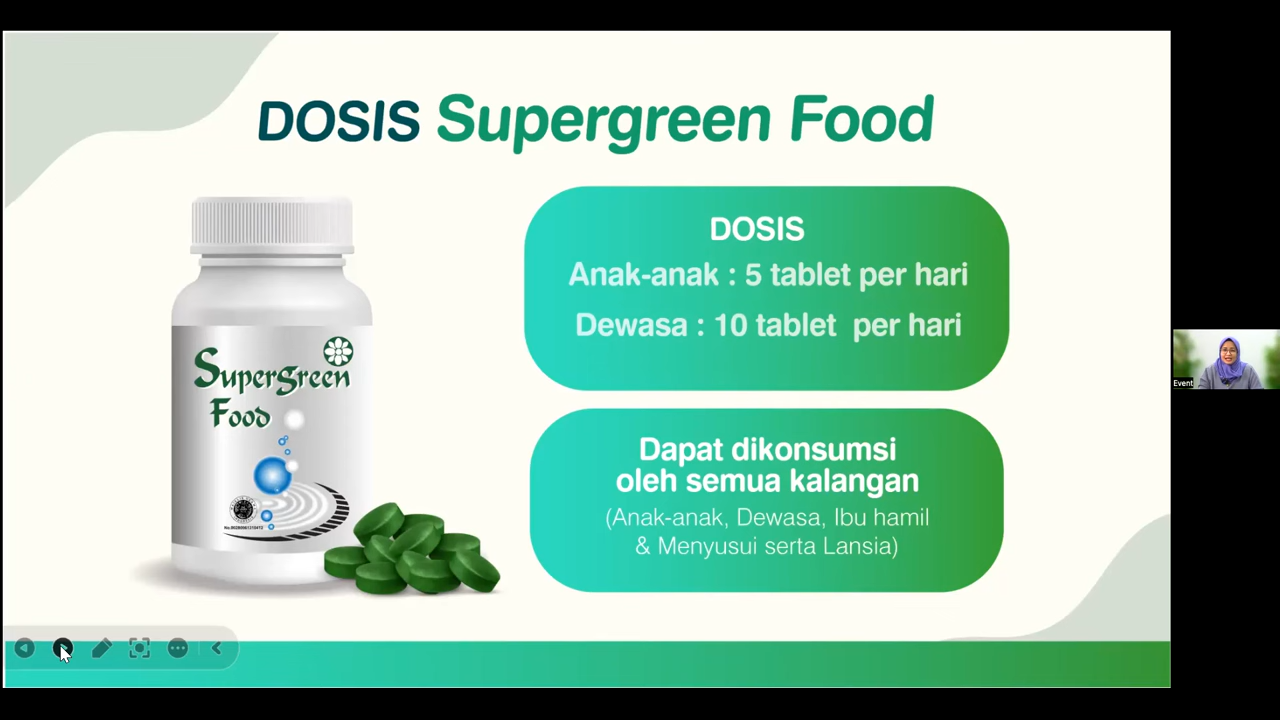 DOSIS Supergreen Food
DOSIS
Anak-anak : 5 tablet per hari
Dewasa : 10 tablet per hari
Dapat dikonsumsi
oleh semua kalangan
(Anak-anak, Dewasa, Ibu hamil
& Menyusui serta Lansia)
Supergreen
Food
Event